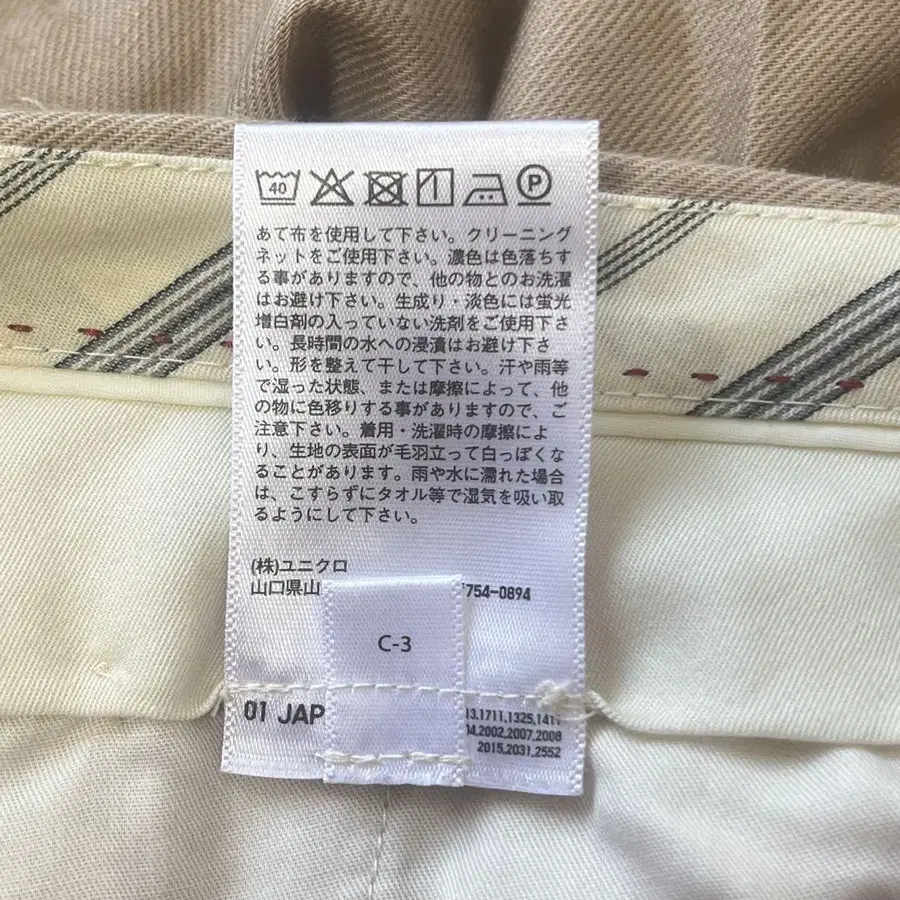 40 P
あて布を使用して下さい。クリーニング
ネットをご使用下さい。濃色は色落ちす
る事がありますので、他の物とのお洗濯
はお避け下さい。生成り・淡色には蛍光
増白剤の入っていない洗剤をご使用下さ
い。長時間の水への浸漬はお避け下さ
い。形を整えて干して下さい。汗や雨等
で湿った状態、または摩擦によって、他
の物に色移りする事がありますので、ご
注意下さい。着用・洗濯時の摩擦によ
り、生地の表面が毛羽立って白っぽくな
ることがあります。雨や水に濡れた場合
は、こすらずにタオル等で湿気を吸い取
るようにして下さい。
(株)ユニクロ
山口県山 754-0894
C-3
01 JAP 13,1711,1325,1411
04,2002,2007,2008
2015,2031,2552